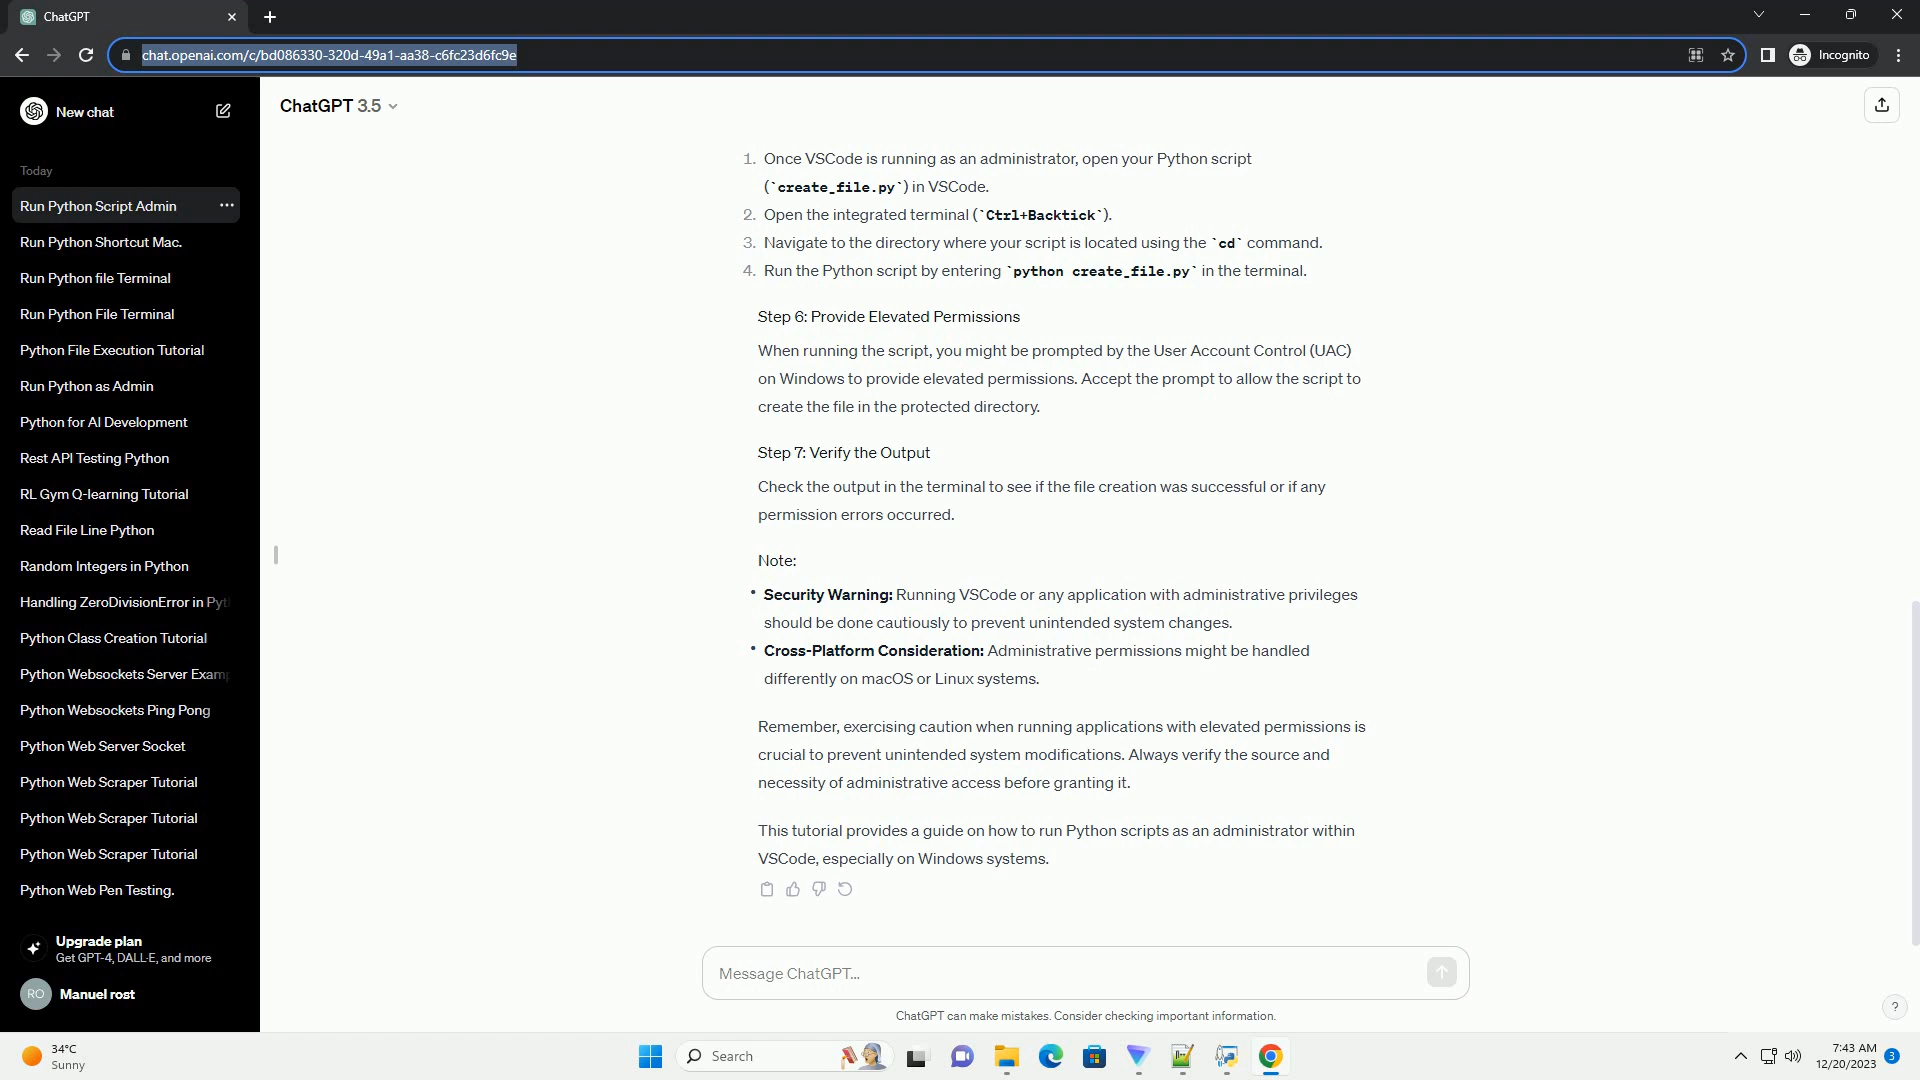 ChatGPT
chat.openai.com/c/bd086330-320d-49a1-aa38-c6fc23d6fc9e
Incognito
New chat
Today
Run Python Script Admin
Run Python Shortcut Mac.
Run Python file Terminal
Run Python File Terminal
Python File Execution Tutorial
Run Python as Admin
Python for AI Development
Rest API Testing Python
RL Gym Q-learning Tutorial
Read File Line Python
Random Integers in Python
Handling ZeroDivisionError in Pyt
Python Class Creation Tutorial
Python Websockets Server Exam
Python Websockets Ping Pong
Python Web Server Socket
Python Web Scraper Tutorial
Python Web Scraper Tutorial
Python Web Scraper Tutorial
Python Web Pen Testing.
Upgrade plan
Get GPT-4, DALL·E, and more
RO Manuel rost
ChatGPT 3.5
1. Once VSCode is running as an administrator, open your Python script
(`create_file.py`) in VSCode.
2. Open the integrated terminal (`Ctrl+Backtick`).
3. Navigate to the directory where your script is located using the `cd` command.
4. Run the Python script by entering `python create_file.py` in the terminal.
Step 6: Provide Elevated Permissions
When running the script, you might be prompted by the User Account Control (UAC)
on Windows to provide elevated permissions. Accept the prompt to allow the script to
create the file in the protected directory.
Step 7: Verify the Output
Check the output in the terminal to see if the file creation was successful or if any
permission errors occurred.
Note:
• Security Warning: Running VSCode or any application with administrative privileges
should be done cautiously to prevent unintended system changes.
• Cross-Platform Consideration: Administrative permissions might be handled
differently on macOS or Linux systems.
Remember, exercising caution when running applications with elevated permissions is
crucial to prevent unintended system modifications. Always verify the source and
necessity of administrative access before granting it.
This tutorial provides a guide on how to run Python scripts as an administrator within
VSCode, especially on Windows systems.
Message ChatGPT...
ChatGPT can make mistakes. Consider checking important information.
?
34°C
Sunny
Search
7:43 AM
12/20/2023
3